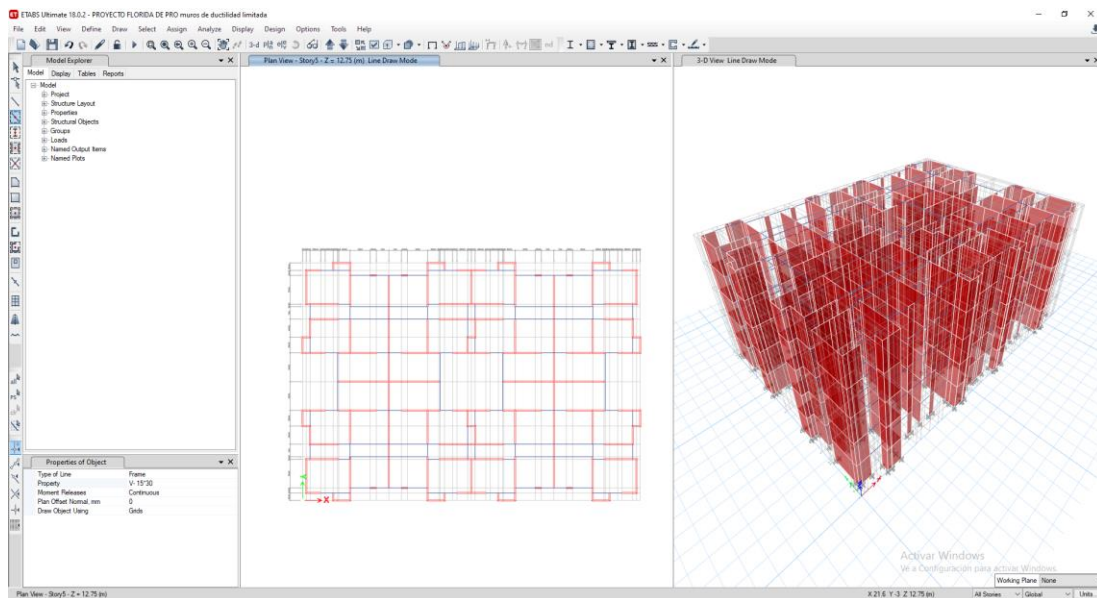 ETABS Ultimate 18.0.2 - PROYECTO FLORIDA DE PRO muros de ductilidad limitada
File Edit View Define Draw Select Assign Analyze Display Design Options Tools Help
3-d
Model Explorer
Model Display Tables Reports
Model
Project
Structure Layout
Properties
Structural Objects
Groups
Loads
Named Output Items
Named Plots
Properties of Object
Type of Line Frame
Property V- 15*30
Moment Releases Continuous
Plan Offset Normal, mm 0
Draw Object Using Grids
Plan View - Story5 - Z = 12.75 (m) Line Draw Mode
X
3-D View Line Draw Mode
Activar Windows
Ve a Configuración para activar Windows.
Working Plane None
Plan View - Story5 - Z = 12.75 (m)
X 21.6 Y -3 Z 12.75 (m)
All Stories
Global
Units...